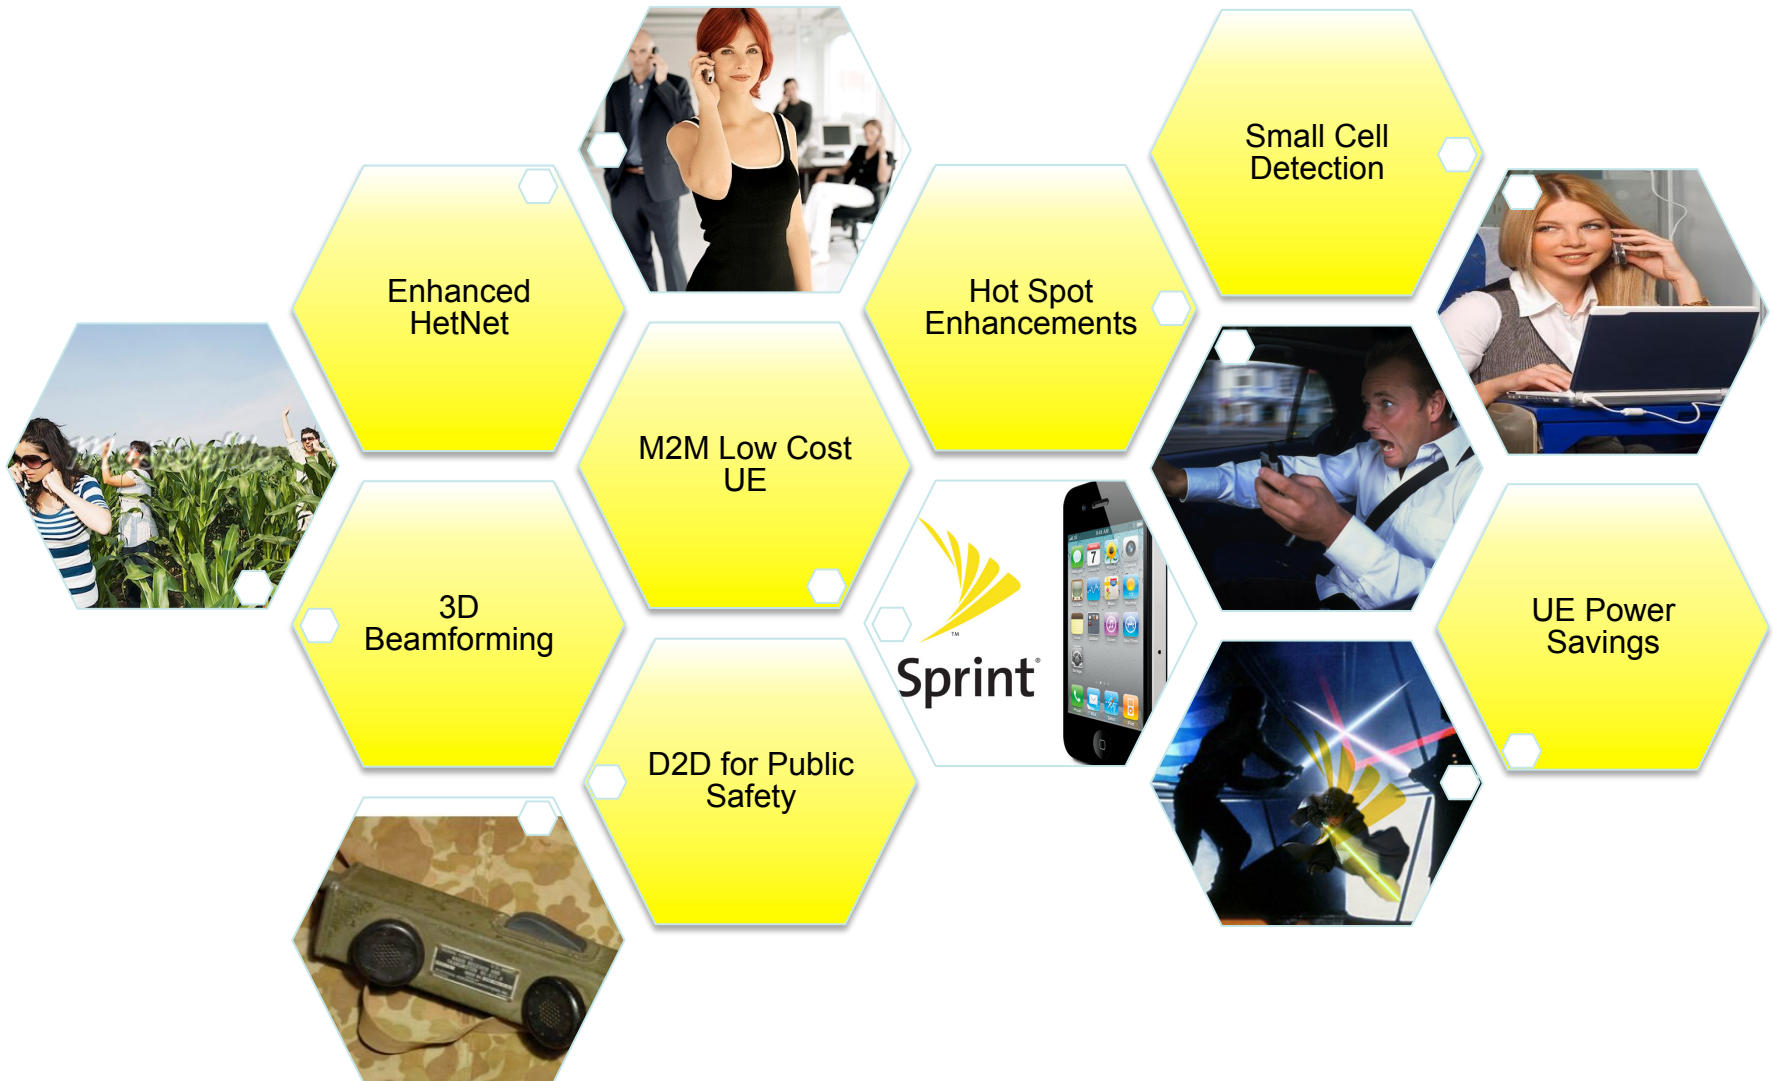 Small Cell
Detection
Enhanced
HetNet
Hot Spot
Enhancements
M2M Low Cost
UE
3D
Beamforming
UE Power
Savings
TM
Sprint
D2D for Public
Safety